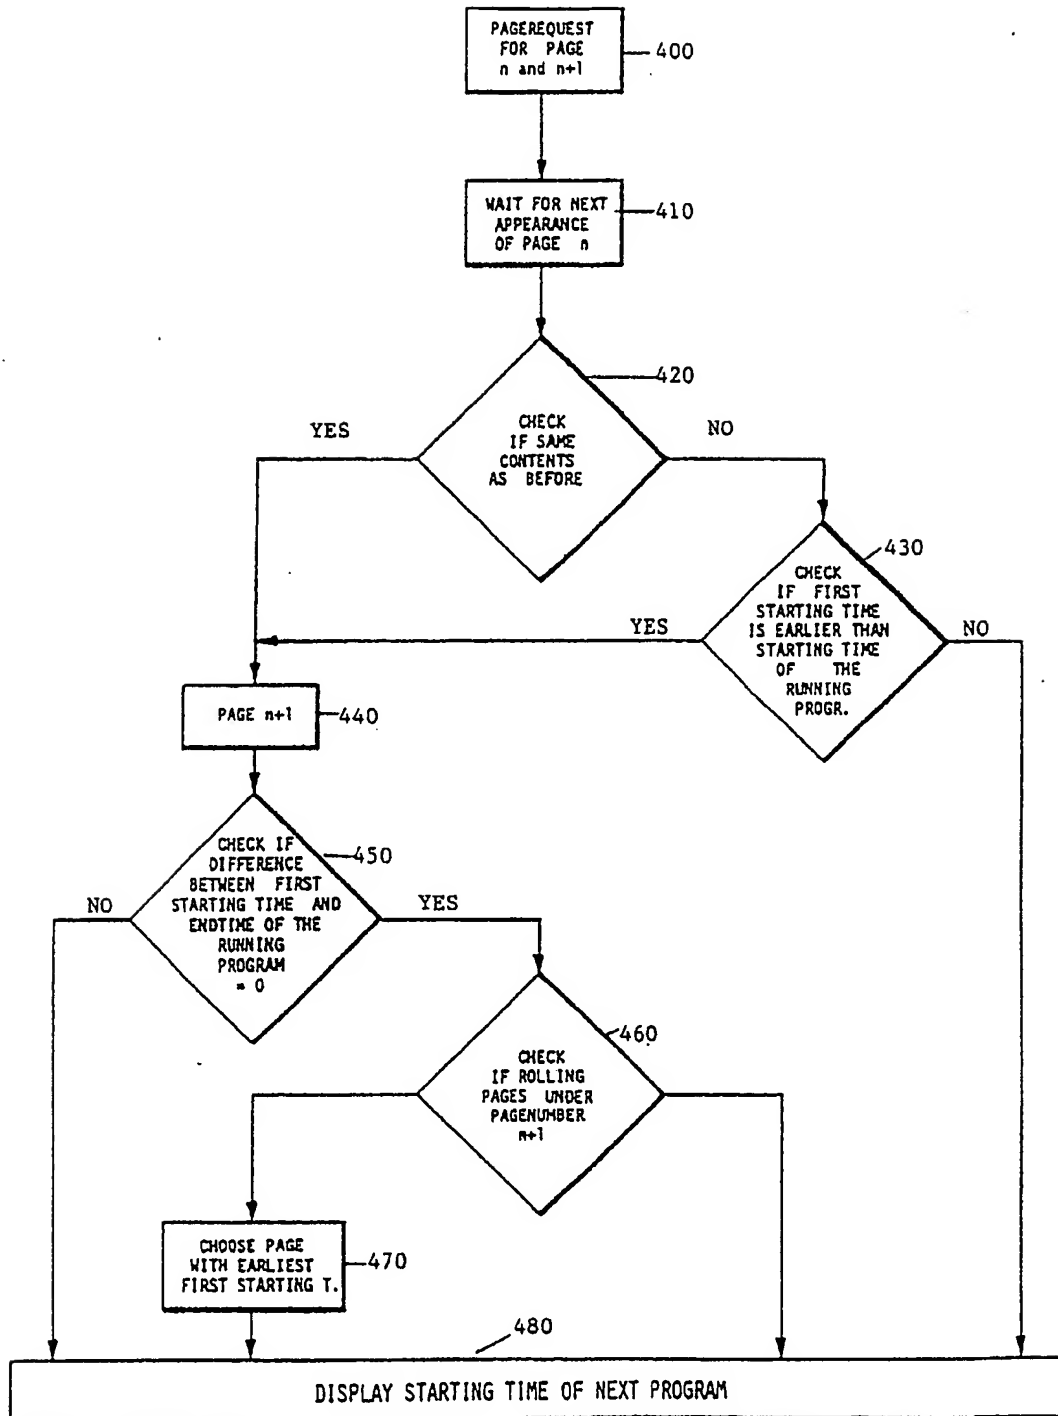 PAGEREQUEST
FOR PAGE
n and n+1
400
WAIT FOR NEXT
APPEARANCE
OF PAGE n
410
420
CHECK
IF SAME
CONTENTS
AS BEFORE
YES
NO
430
CHECK
IF FIRST
STARTING TIME
IS EARLIER THAN
STARTING TIME
OF THE
RUNNING
PROGR.
YES
NO
PAGE n+1
440
CHECK IF
DIFFERENCE
BETWEEN FIRST
STARTING TIME AND
ENDTIME OF THE
RUNNING
PROGRAM
= 0
450
NO
YES
460
CHECK
IF ROLLING
PAGES UNDER
PAGENUMBER
n+1
CHOOSE PAGE
WITH EARLIEST
FIRST STARTING T.
470
480
DISPLAY STARTING TIME OF NEXT PROGRAM